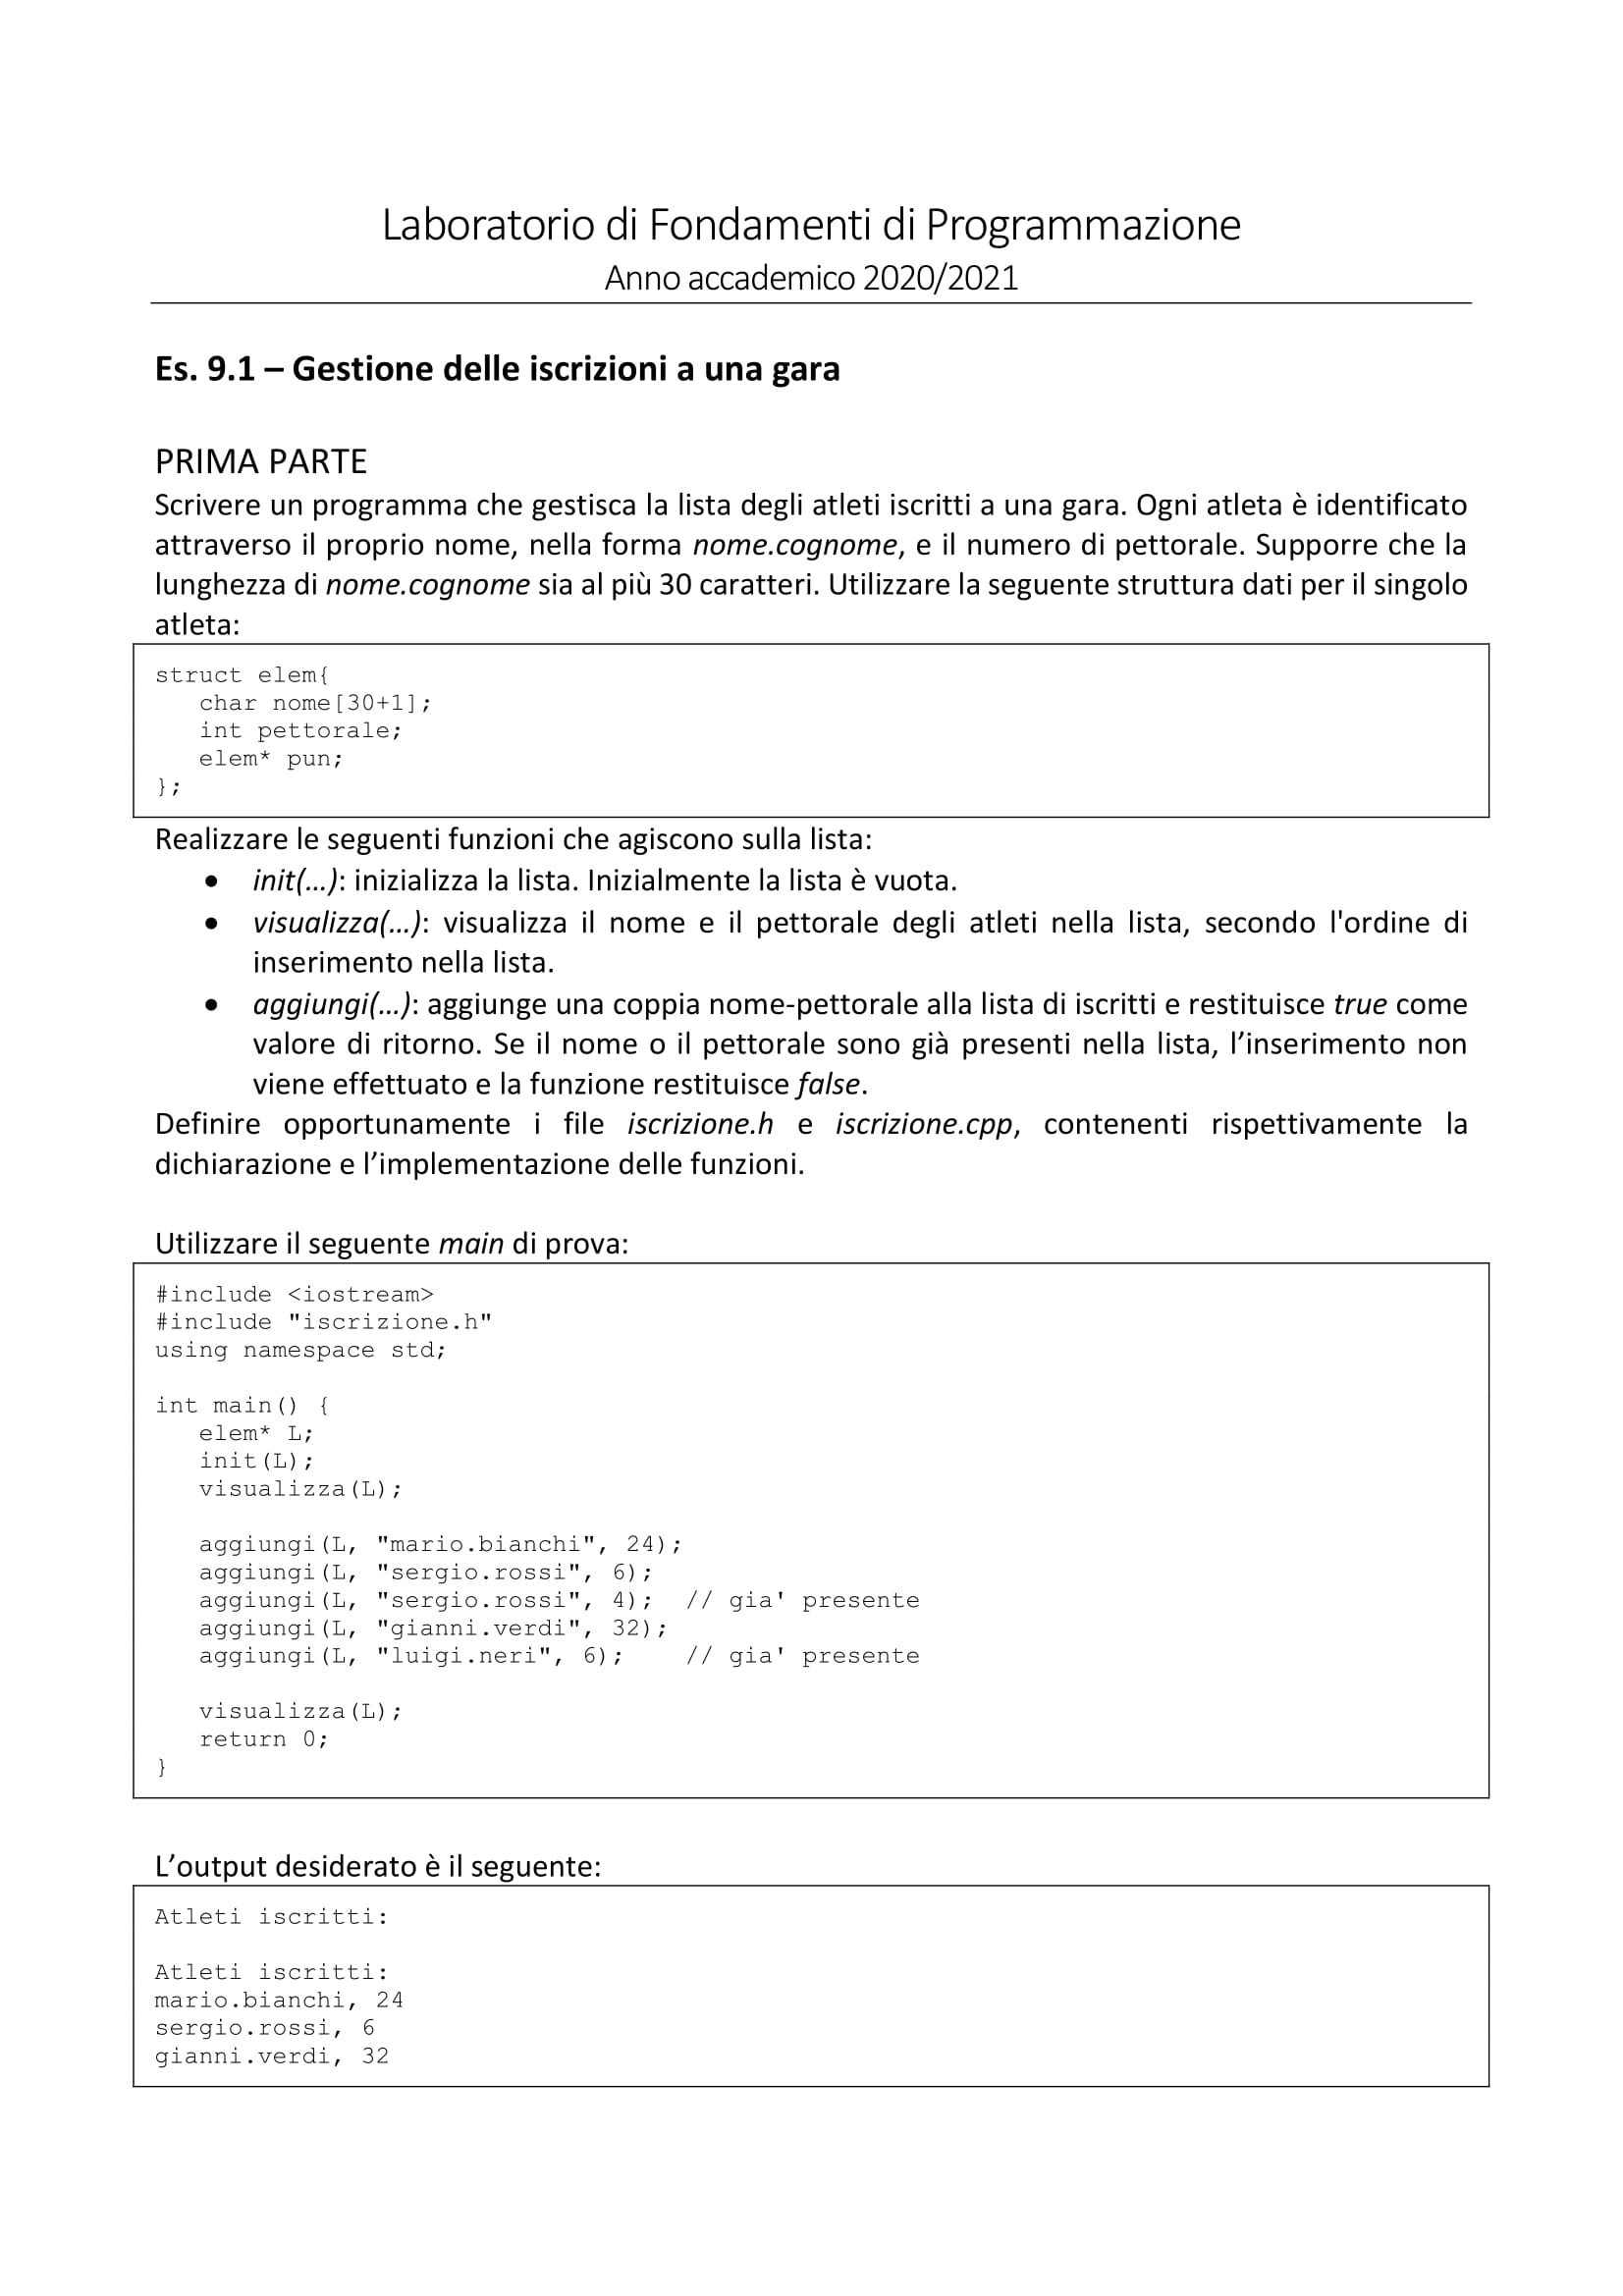 Laboratorio di Fondamenti di Programmazione
Anno accademico 2020/2021
Es. 9.1 – Gestione delle iscrizioni a una gara
PRIMA PARTE
Scrivere un programma che gestisca la lista degli atleti iscritti a una gara. Ogni atleta è identificato
attraverso il proprio nome, nella forma nome.cognome, e il numero di pettorale. Supporre che la
lunghezza di nome.cognome sia al più 30 caratteri. Utilizzare la seguente struttura dati per il singolo
atleta:
struct elem{
   char nome[30+1];
   int pettorale;
   elem* pun;
};
Realizzare le seguenti funzioni che agiscono sulla lista:
• init(…): inizializza la lista. Inizialmente la lista è vuota.
• visualizza(…): visualizza il nome e il pettorale degli atleti nella lista, secondo l'ordine di
inserimento nella lista.
• aggiungi(…): aggiunge una coppia nome-pettorale alla lista di iscritti e restituisce true come
valore di ritorno. Se il nome o il pettorale sono già presenti nella lista, l’inserimento non
viene effettuato e la funzione restituisce false.
Definire opportunamente i file iscrizione.h e iscrizione.cpp, contenenti rispettivamente la
dichiarazione e l’implementazione delle funzioni.
Utilizzare il seguente main di prova:
#include <iostream>
#include "iscrizione.h"
using namespace std;
int main() {
   elem* L;
   init(L);
   visualizza(L);
   aggiungi(L, "mario.bianchi", 24);
   aggiungi(L, "sergio.rossi", 6);
   aggiungi(L, "sergio.rossi", 4);  // gia' presente
   aggiungi(L, "gianni.verdi", 32);
   aggiungi(L, "luigi.neri", 6);    // gia' presente
   visualizza(L);
   return 0;
}
L’output desiderato è il seguente:
Atleti iscritti:
Atleti iscritti:
mario.bianchi, 24
sergio.rossi, 6
gianni.verdi, 32